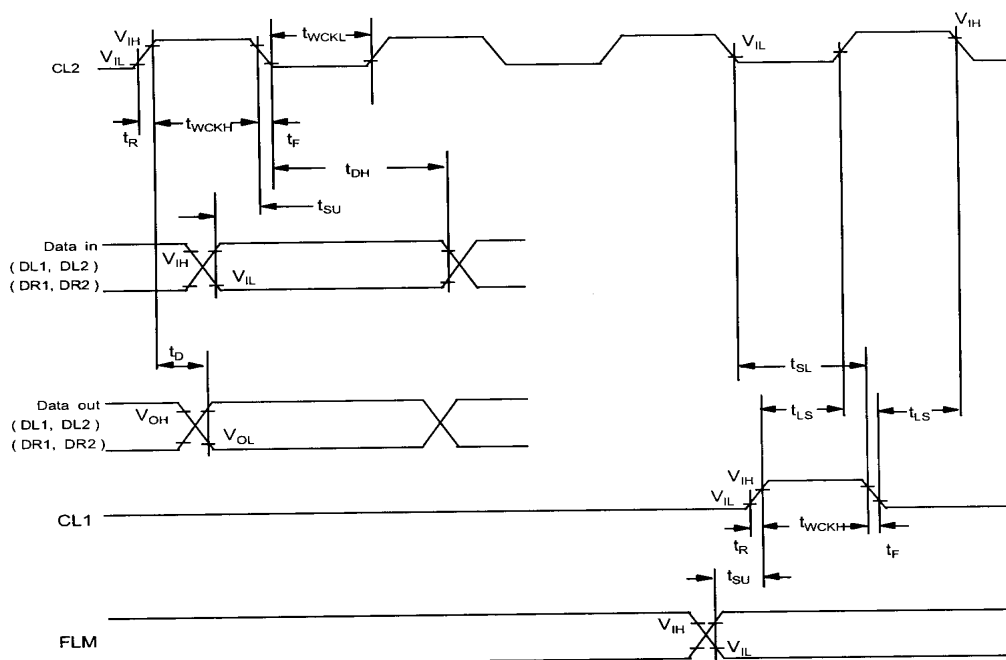 V_IH t_WCKL V_IL V_IH
V_IL
CL2
t_R t_WCKH t_F
t_DH
t_SU
Data in
( DL1, DL2 ) V_IH
( DR1, DR2 ) V_IL
t_D
t_SL
Data out
( DL1, DL2 ) V_OH
( DR1, DR2 ) V_OL
t_LS t_LS
V_IH
V_IL
CL1
t_WCKH
t_R t_F
t_SU
V_IH
FLM V_IL